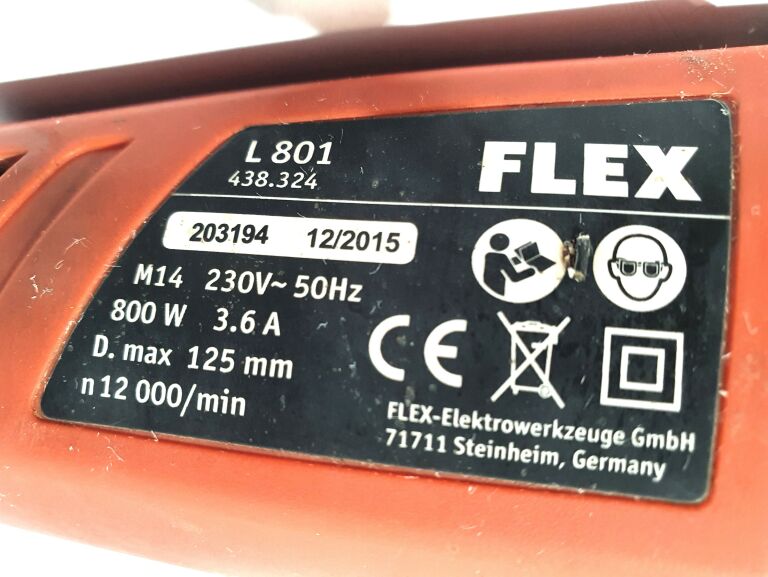 L 801
438.324
FLEX
203194 12/2015
M14 230V~ 50Hz
800 W 3.6 A
D. max 125 mm
n 12 000/min
CE
FLEX-Elektrowerkzeuge GmbH
71711 Steinheim, Germany